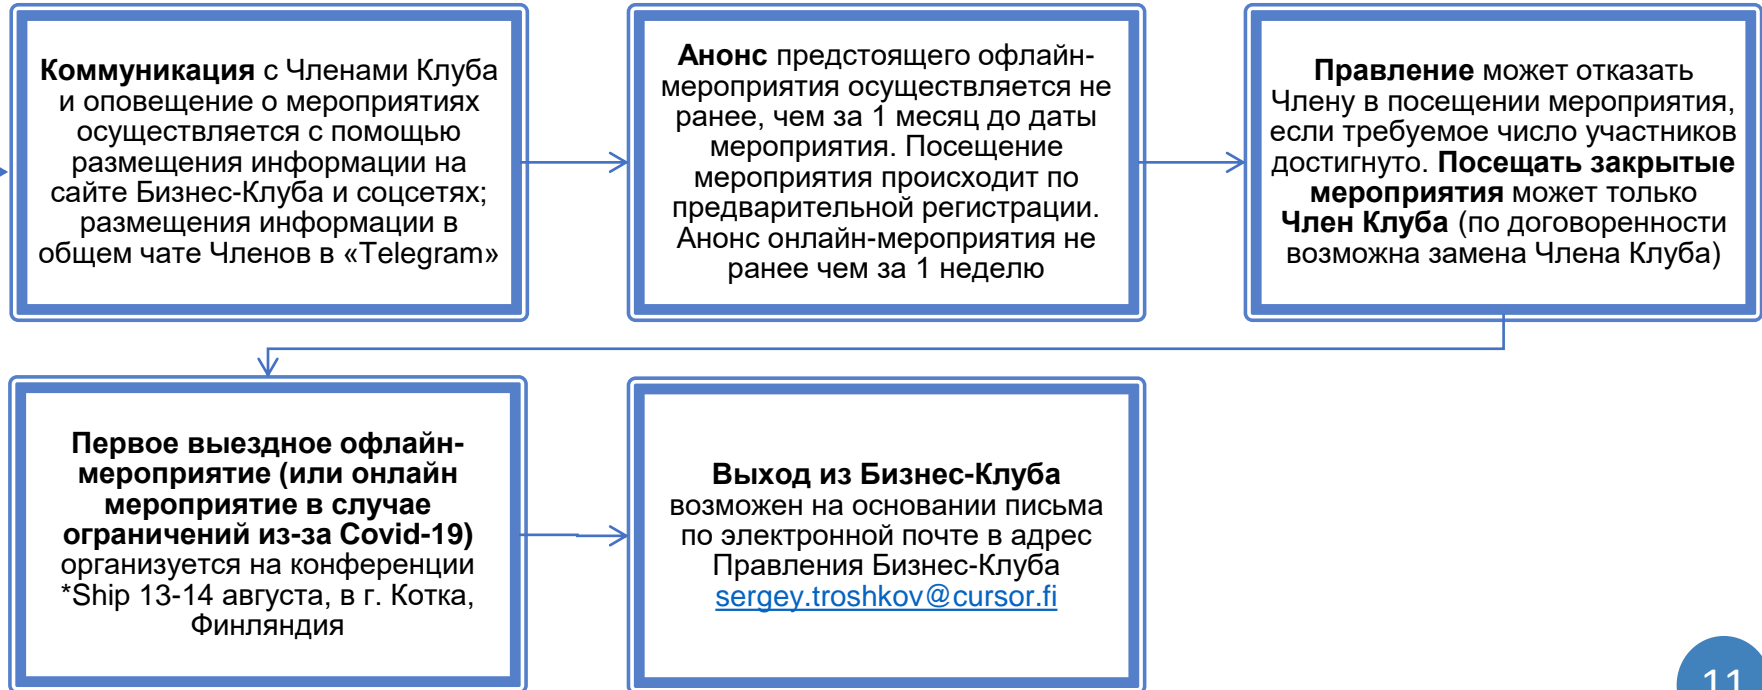 Коммуникация с Членами Клуба
и оповещение о мероприятиях
осуществляется с помощью
размещения информации на
сайте Бизнес-Клуба и соцсетях;
размещения информации в
общем чате Членов в «Telegram»
Анонс предстоящего офлайн-
мероприятия осуществляется не
ранее, чем за 1 месяц до даты
мероприятия. Посещение
мероприятия происходит по
предварительной регистрации.
Анонс онлайн-мероприятия не
ранее чем за 1 неделю
Правление может отказать
Члену в посещении мероприятия,
если требуемое число участников
достигнуто. Посещать закрытые
мероприятия может только
Член Клуба (по договоренности
возможна замена Члена Клуба)
Первое выездное офлайн-
мероприятие (или онлайн
мероприятие в случае
ограничений из-за Covid-19)
организуется на конференции
*Ship 13-14 августа, в г. Котка,
Финляндия
Выход из Бизнес-Клуба
возможен на основании письма
по электронной почте в адрес
Правления Бизнес-Клуба
sergey.troshkov@cursor.fi
11